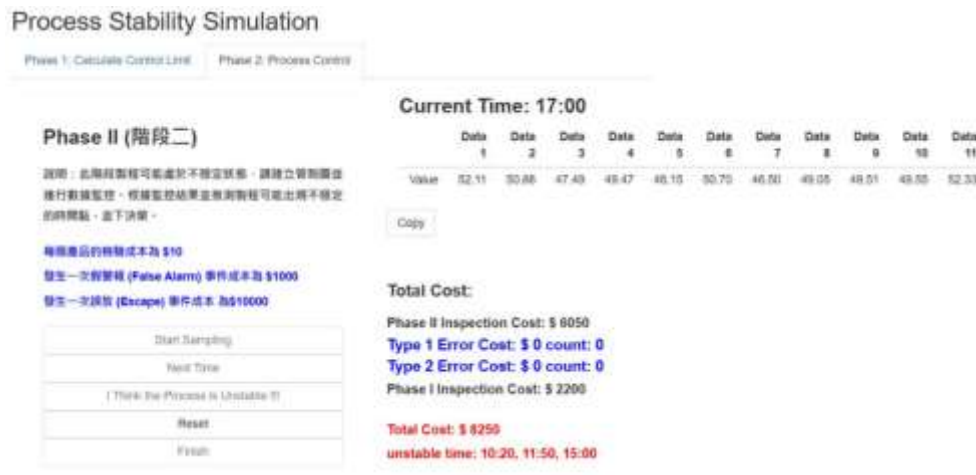 Process Stability Simulation
Phase 1: Calculate Control Limit
Phase 2: Process Control
Phase II (階段二)
說明：此階段製程可能處於不穩定狀態，請建立管制圖並
進行數據監控，根據監控結果並推測製程可能出現不穩定
的時間點，並下決策。
每個產品的檢驗成本為 $10
發生一次假警報 (False Alarm) 事件成本為 $1000
發生一次誤放 (Escape) 事件成本 為$10000
Start Sampling
Next Time
I Think the Process is Unstable !!!
Reset
Finish
Current Time: 17:00
Data 1 Data 2 Data 3 Data 4 Data 5 Data 6 Data 7 Data 8 Data 9 Data 10 Data 11
Value 52.11 50.88 47.49 49.47 46.15 50.70 46.50 49.05 49.51 49.55 52.33
Copy
Total Cost:
Phase II Inspection Cost: $ 6050
Type 1 Error Cost: $ 0 count: 0
Type 2 Error Cost: $ 0 count: 0
Phase I Inspection Cost: $ 2200
Total Cost: $ 8250
unstable time: 10:20, 11:50, 15:00